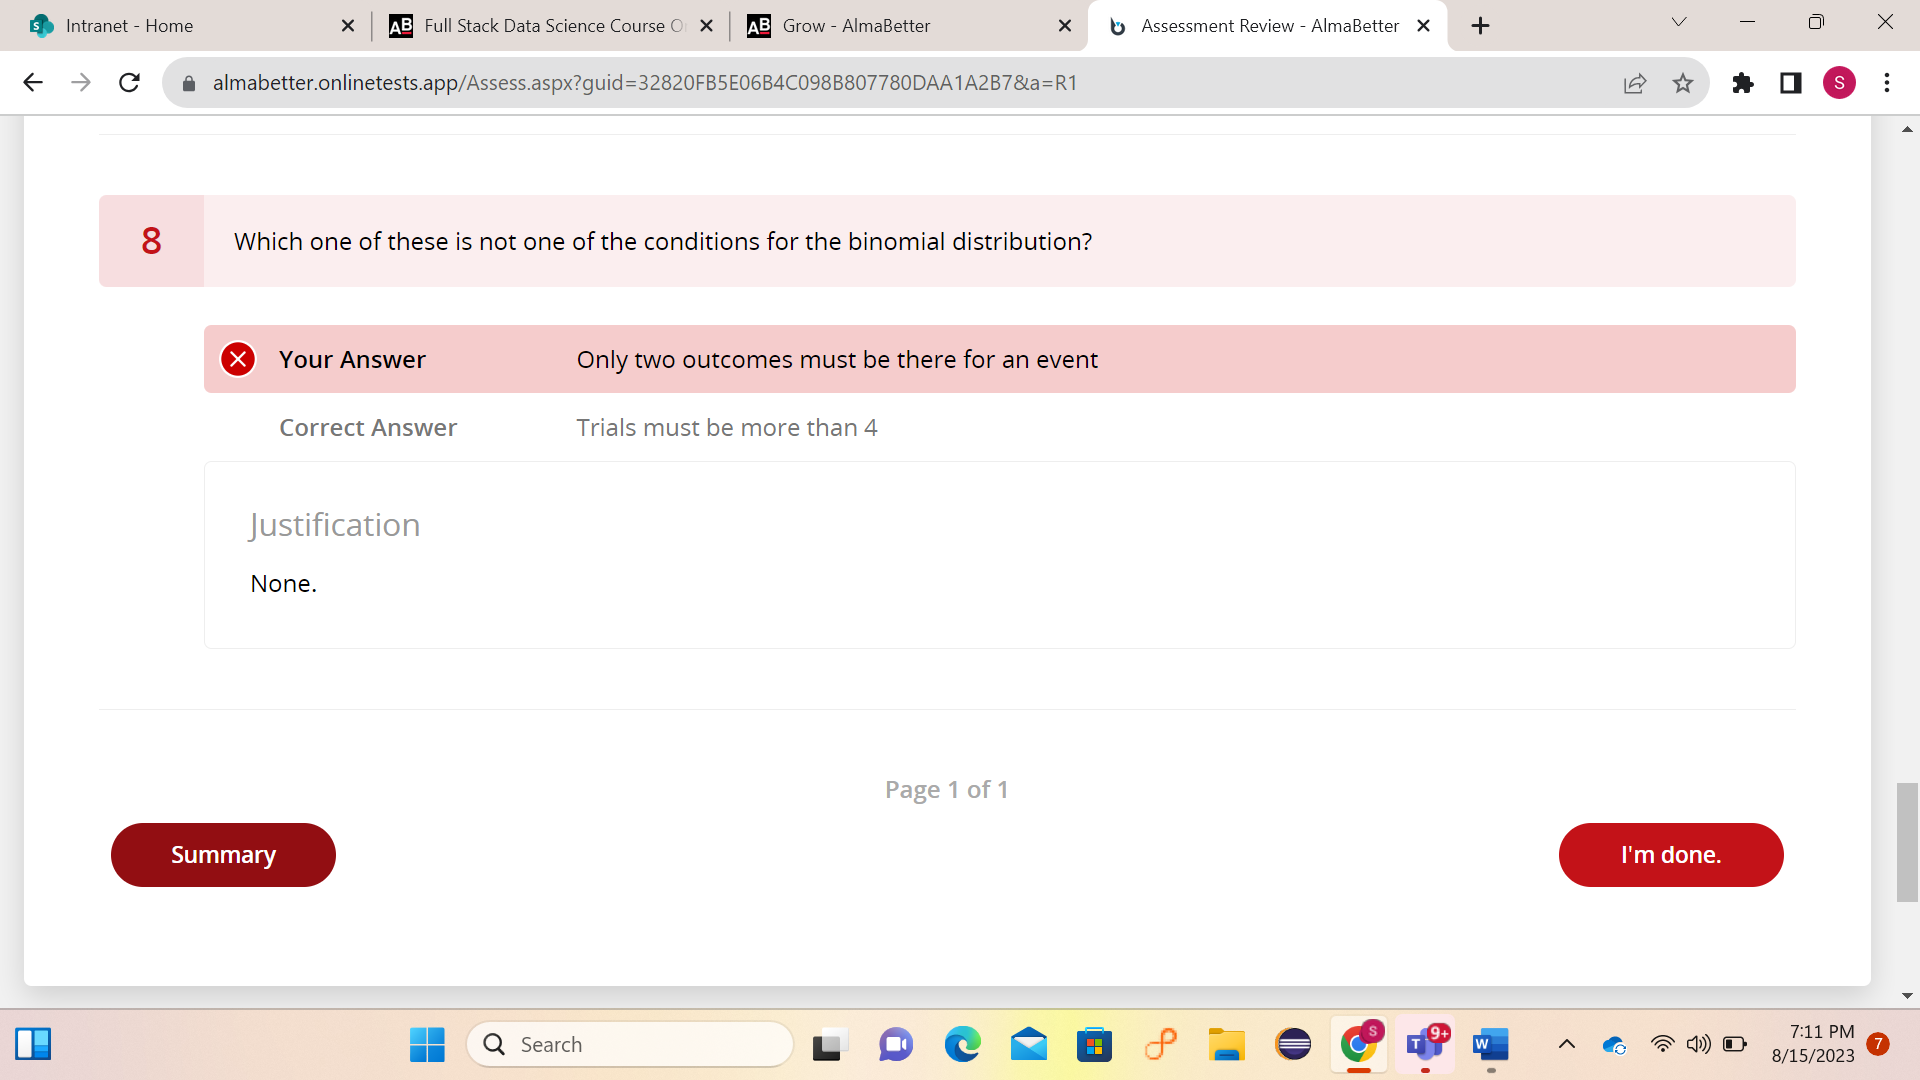 Intranet - Home
AB
Full Stack Data Science Course O
AB
Grow - AlmaBetter
Assessment Review - AlmaBetter
almabetter.onlinetests.app/Assess.aspx?guid=32820FB5E06B4C098B807780DAA1A2B7&a=R1
S
8
Which one of these is not one of the conditions for the binomial distribution?
Your Answer
Only two outcomes must be there for an event
Correct Answer
Trials must be more than 4
Justification
None.
Page 1 of 1
Summary
I'm done.
Search
S
T
9+
W
7:11 PM
8/15/2023
7